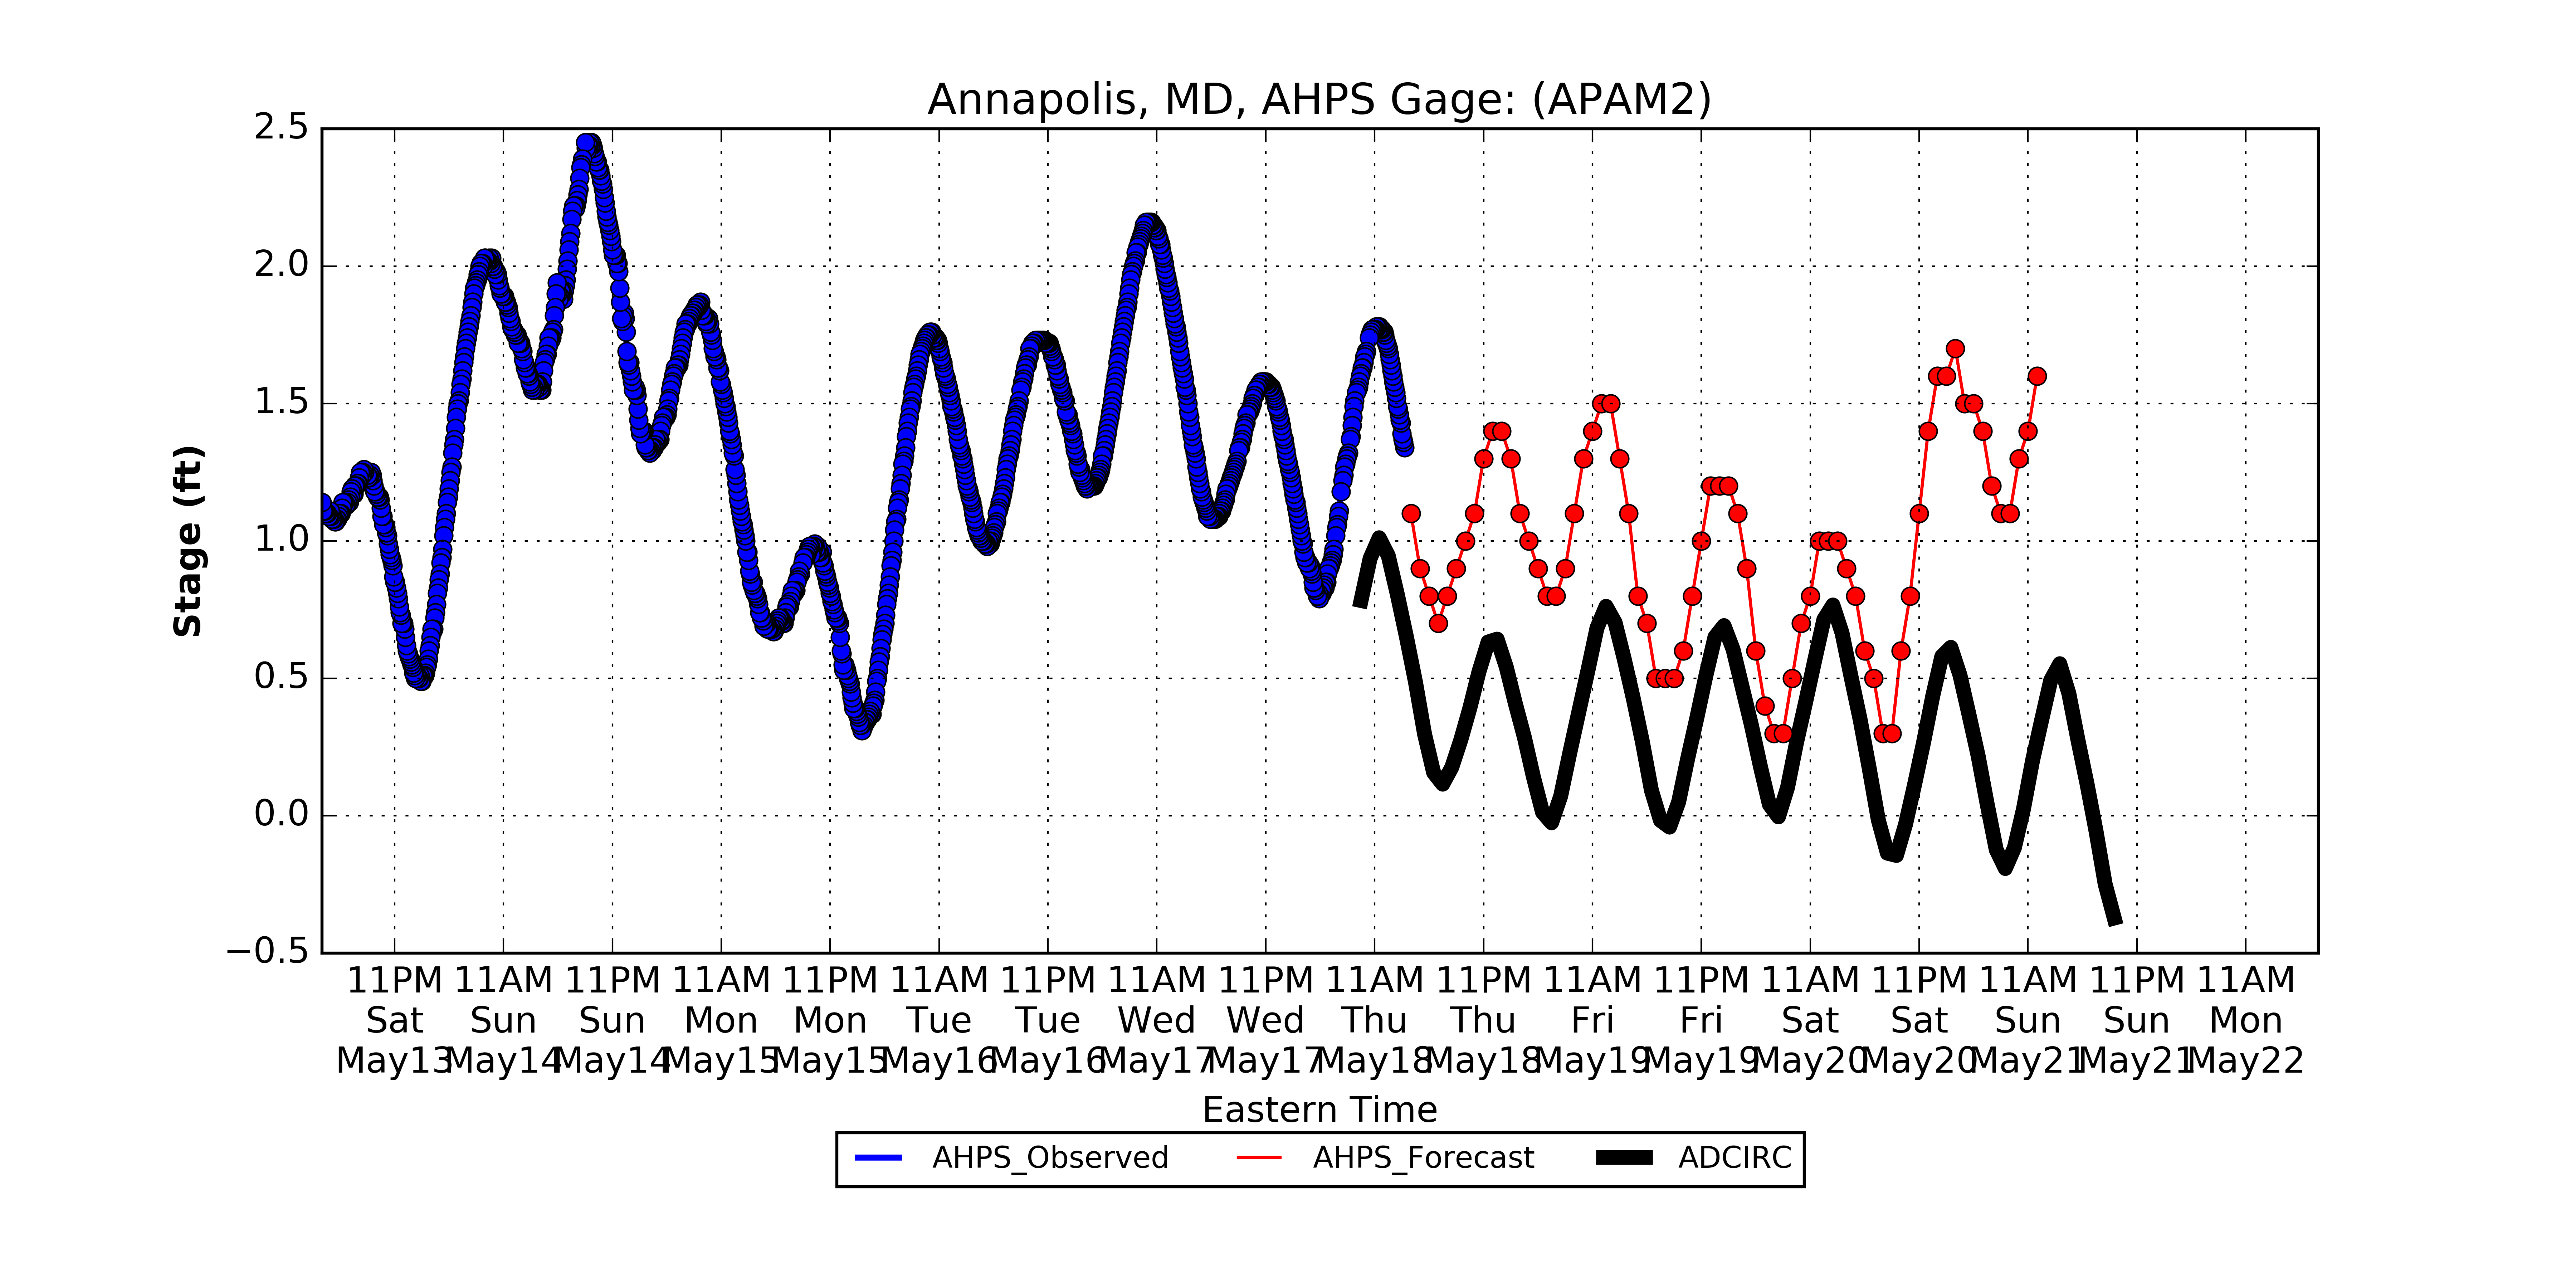 Annapolis, MD, AHPS Gage: (APAM2)
2.5
2.0
1.5
1.0
0.5
0.0
−0.5
Stage (ft)
11PM 11AM 11PM 11AM 11PM 11AM 11PM 11AM 11PM 11AM 11PM 11AM 11PM 11AM 11PM 11AM 11PM 11AM
Sat Sun Sun Mon Mon Tue Tue Wed Wed Thu Thu Fri Fri Sat Sat Sun Sun Mon
May13 May14 May14 May15 May15 May16 May16 May17 May17 May18 May18 May19 May19 May20 May20 May21 May21 May22
Eastern Time
AHPS_Observed AHPS_Forecast ADCIRC